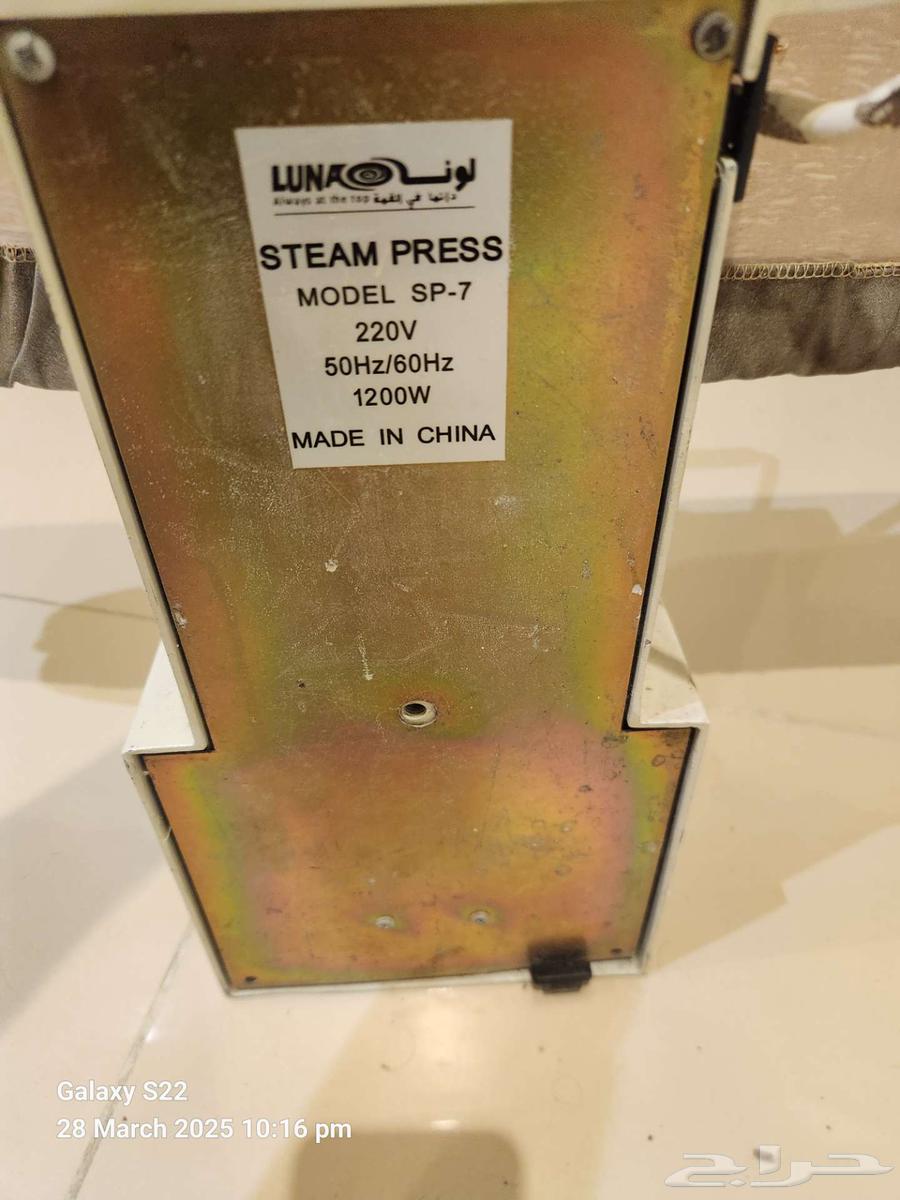 LUNA لونا
Always at the top دائما في القمة
STEAM PRESS
MODEL SP-7
220V
50Hz/60Hz
1200W
MADE IN CHINA
Galaxy S22
28 March 2025 10:16 pm
حراج